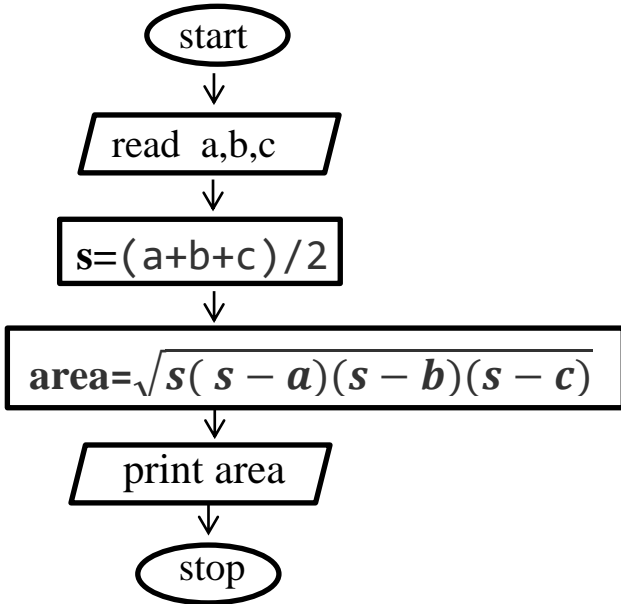 start
read a,b,c
s=(a+b+c)/2
area=√s( s − a)(s − b)(s − c)
print area
stop